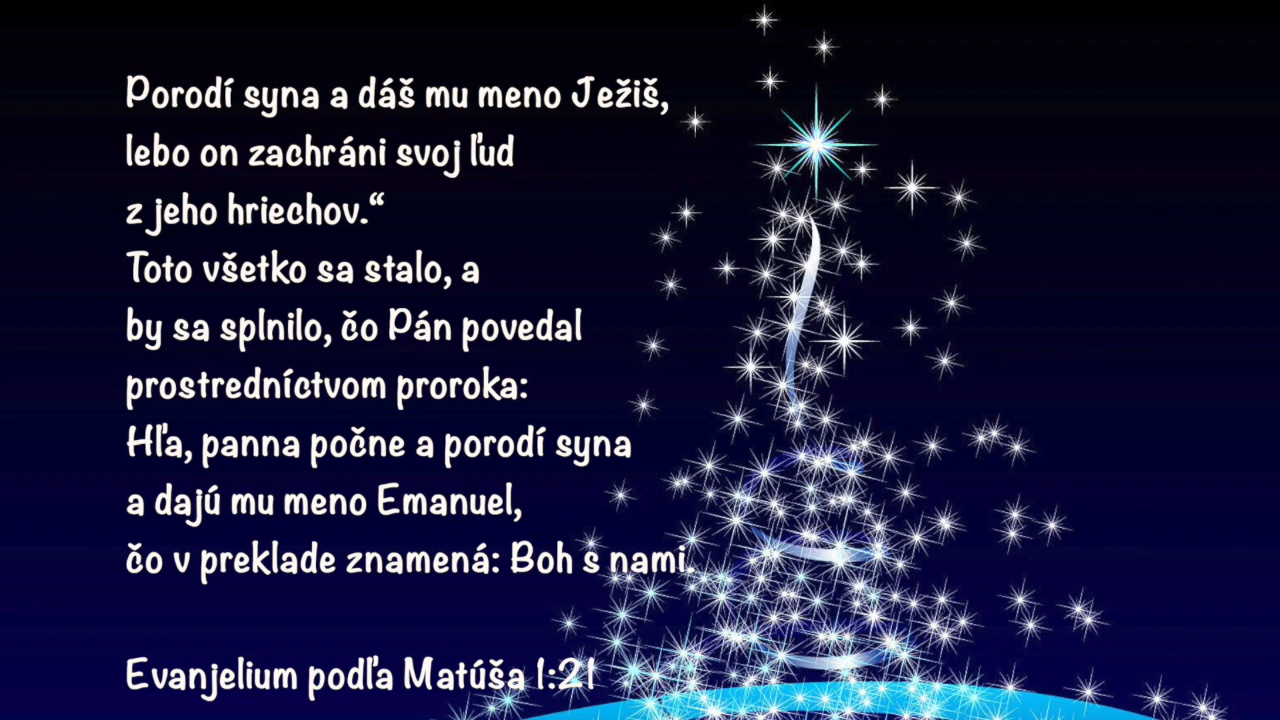 Porodí syna a dáš mu meno Ježiš,
lebo on zachráni svoj ľud
z jeho hriechov.“
Toto všetko sa stalo, a
by sa splnilo, čo Pán povedal
prostredníctvom proroka:
Hľa, panna počne a porodí syna
a dajú mu meno Emanuel,
čo v preklade znamená: Boh s nami.
Evanjelium podľa Matúša 1:21